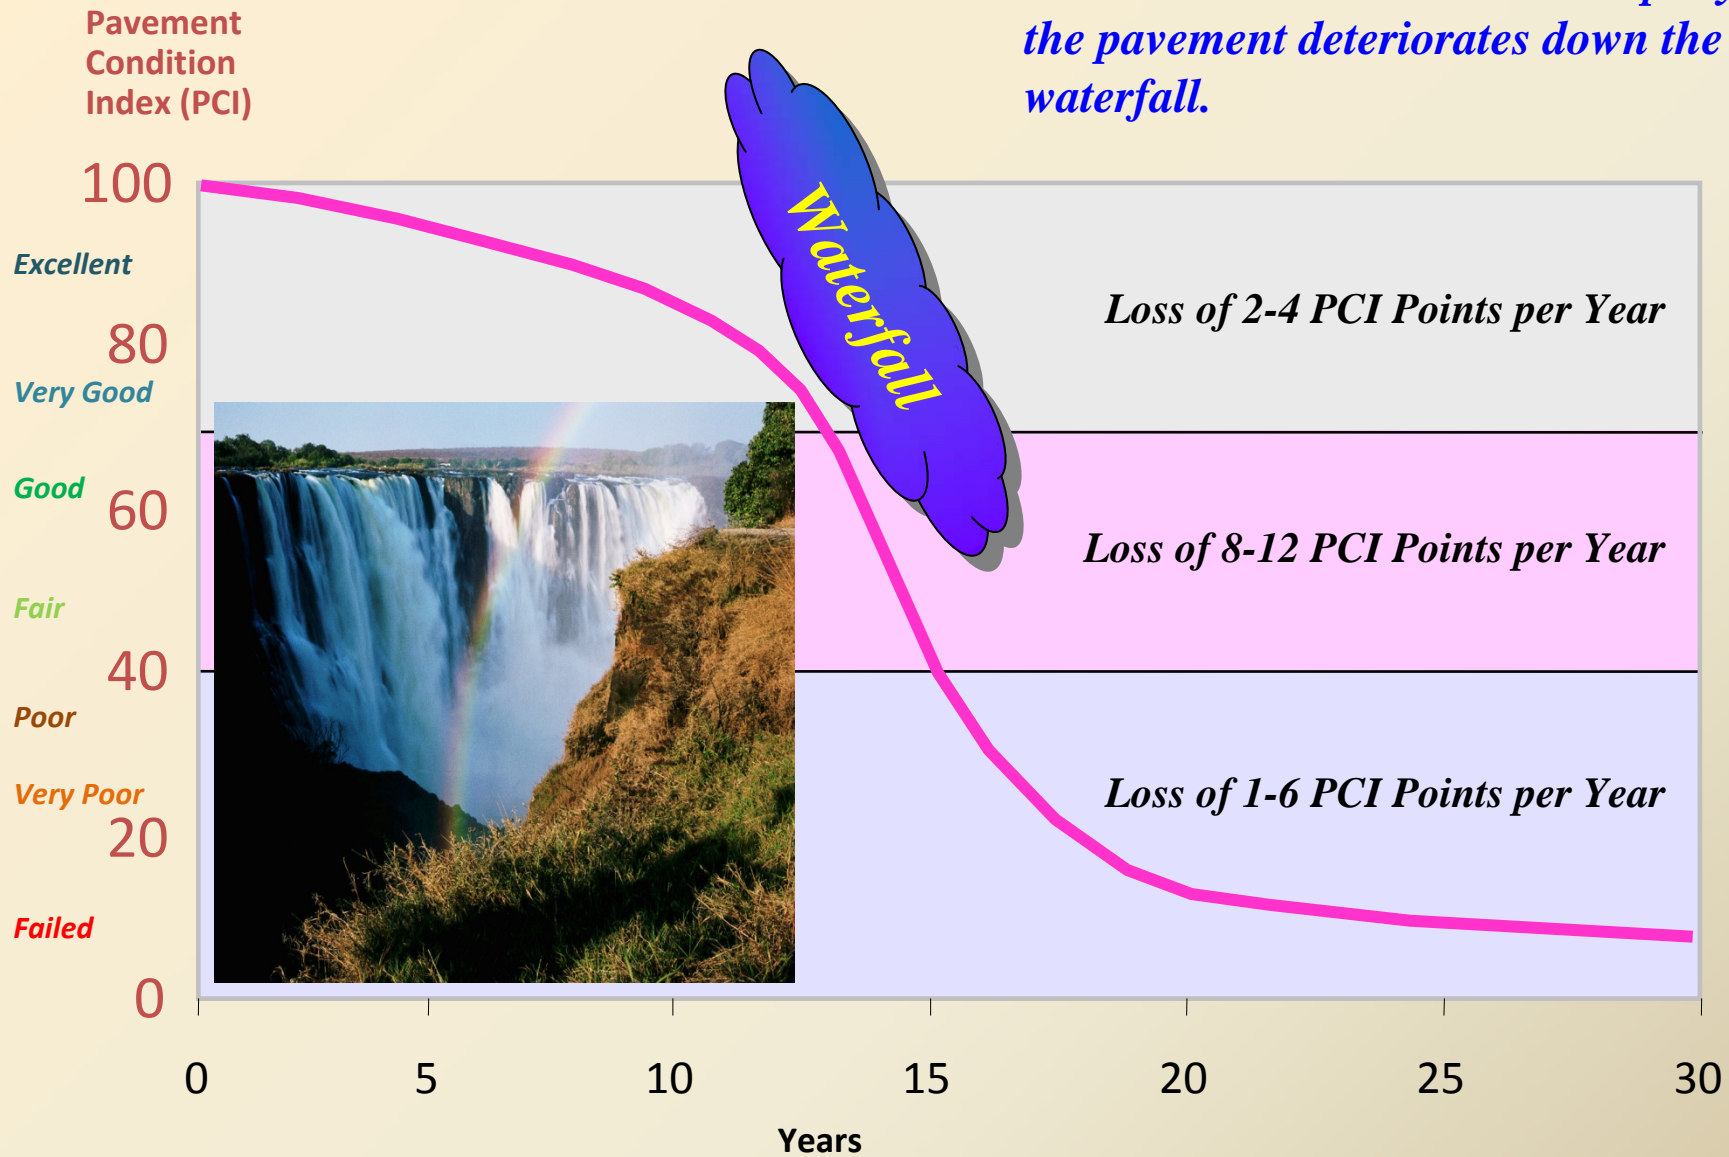 Pavement
Condition
Index (PCI)
the pavement deteriorates down the
waterfall.
100
Excellent
80
Very Good
Good
60
Fair
40
Poor
Very Poor
20
Failed
0
Waterfall
Loss of 2-4 PCI Points per Year
Loss of 8-12 PCI Points per Year
Loss of 1-6 PCI Points per Year
0 5 10 15 20 25 30
Years